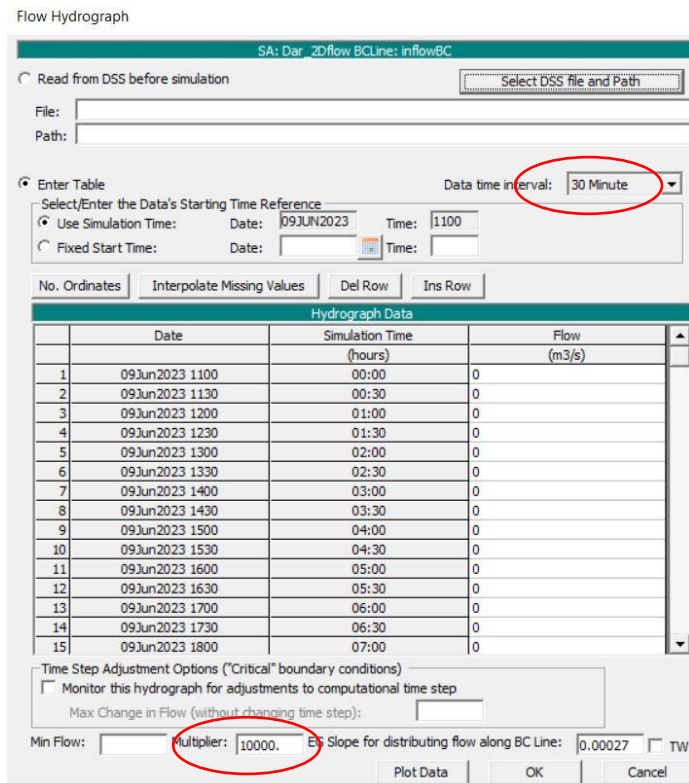 Flow Hydrograph
SA: Dar_2Dflow BCLine: inflowBC
Read from DSS before simulation Select DSS file and Path
File:
Path:
Enter Table Data time interval: 30 Minute
Select/Enter the Data's Starting Time Reference
Use Simulation Time: Date: 09JUN2023 Time: 1100
Fixed Start Time: Date: Time:
No. Ordinates Interpolate Missing Values Del Row Ins Row
Hydrograph Data
Date Simulation Time Flow
(hours) (m3/s)
1 09Jun2023 1100 00:00 0
2 09Jun2023 1130 00:30 0
3 09Jun2023 1200 01:00 0
4 09Jun2023 1230 01:30 0
5 09Jun2023 1300 02:00 0
6 09Jun2023 1330 02:30 0
7 09Jun2023 1400 03:00 0
8 09Jun2023 1430 03:30 0
9 09Jun2023 1500 04:00 0
10 09Jun2023 1530 04:30 0
11 09Jun2023 1600 05:00 0
12 09Jun2023 1630 05:30 0
13 09Jun2023 1700 06:00 0
14 09Jun2023 1730 06:30 0
15 09Jun2023 1800 07:00 0
Time Step Adjustment Options ("Critical" boundary conditions)
Monitor this hydrograph for adjustments to computational time step
Max Change in Flow (without changing time step):
Min Flow: Multiplier: 10000. EG Slope for distributing flow along BC Line: 0.00027 TW
Plot Data OK Cancel